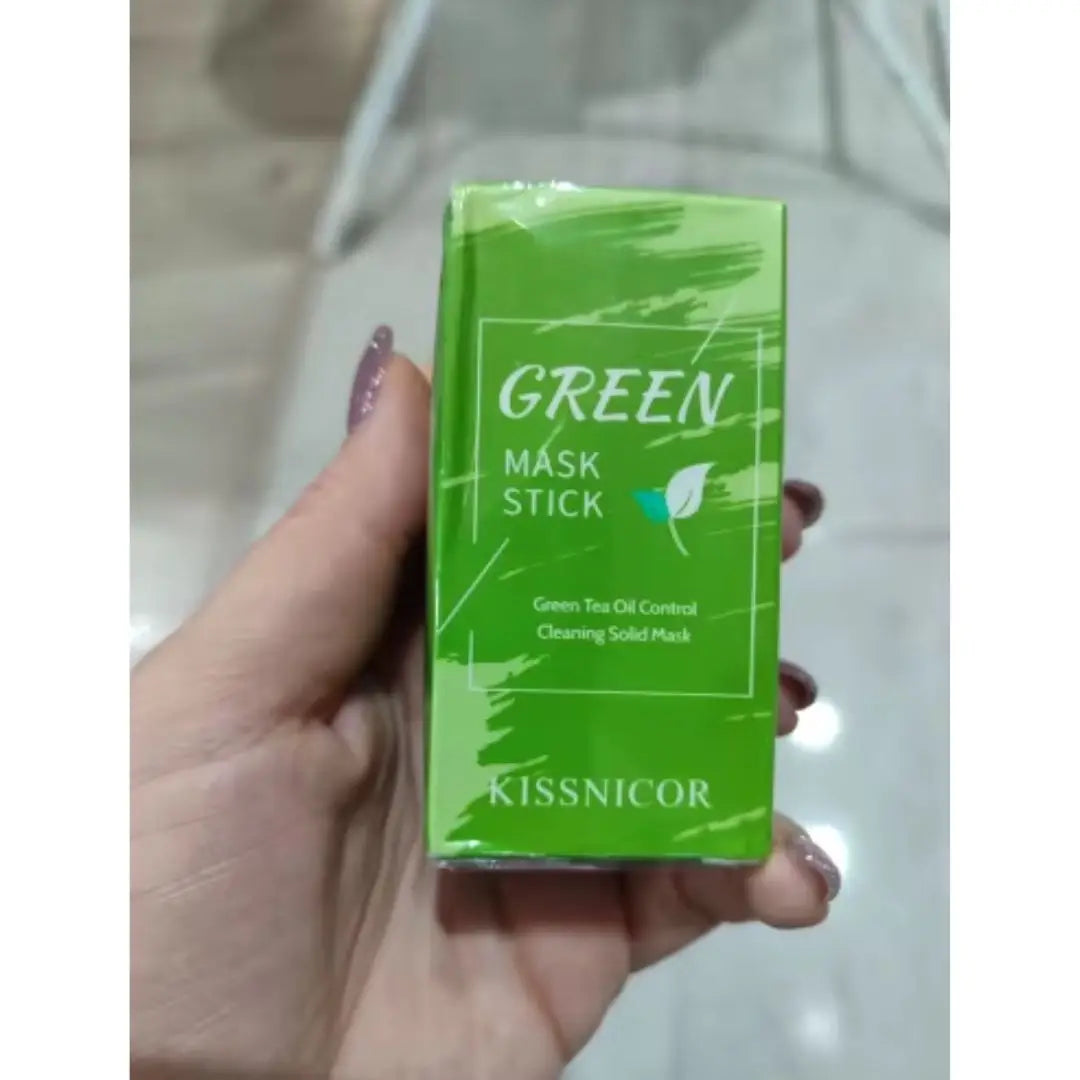 GREEN
MASK
STICK
Green Tea Oil Control
Cleaning Solid Mask
KISSNICOR